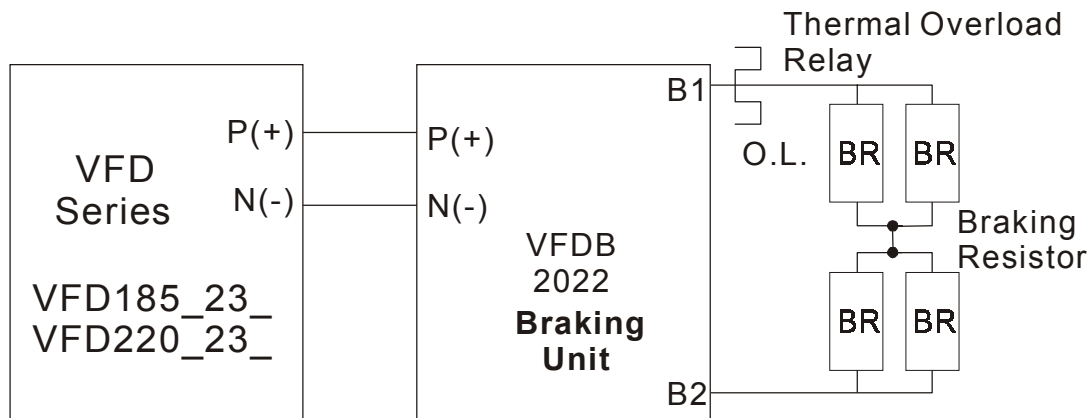 Thermal Overload
Relay
B1
P(+)
P(+)
O.L.
BR
BR
VFD
Series
N(-)
N(-)
Braking
Resistor
VFDB
2022
Braking
Unit
VFD185_23_
VFD220_23_
BR
BR
B2